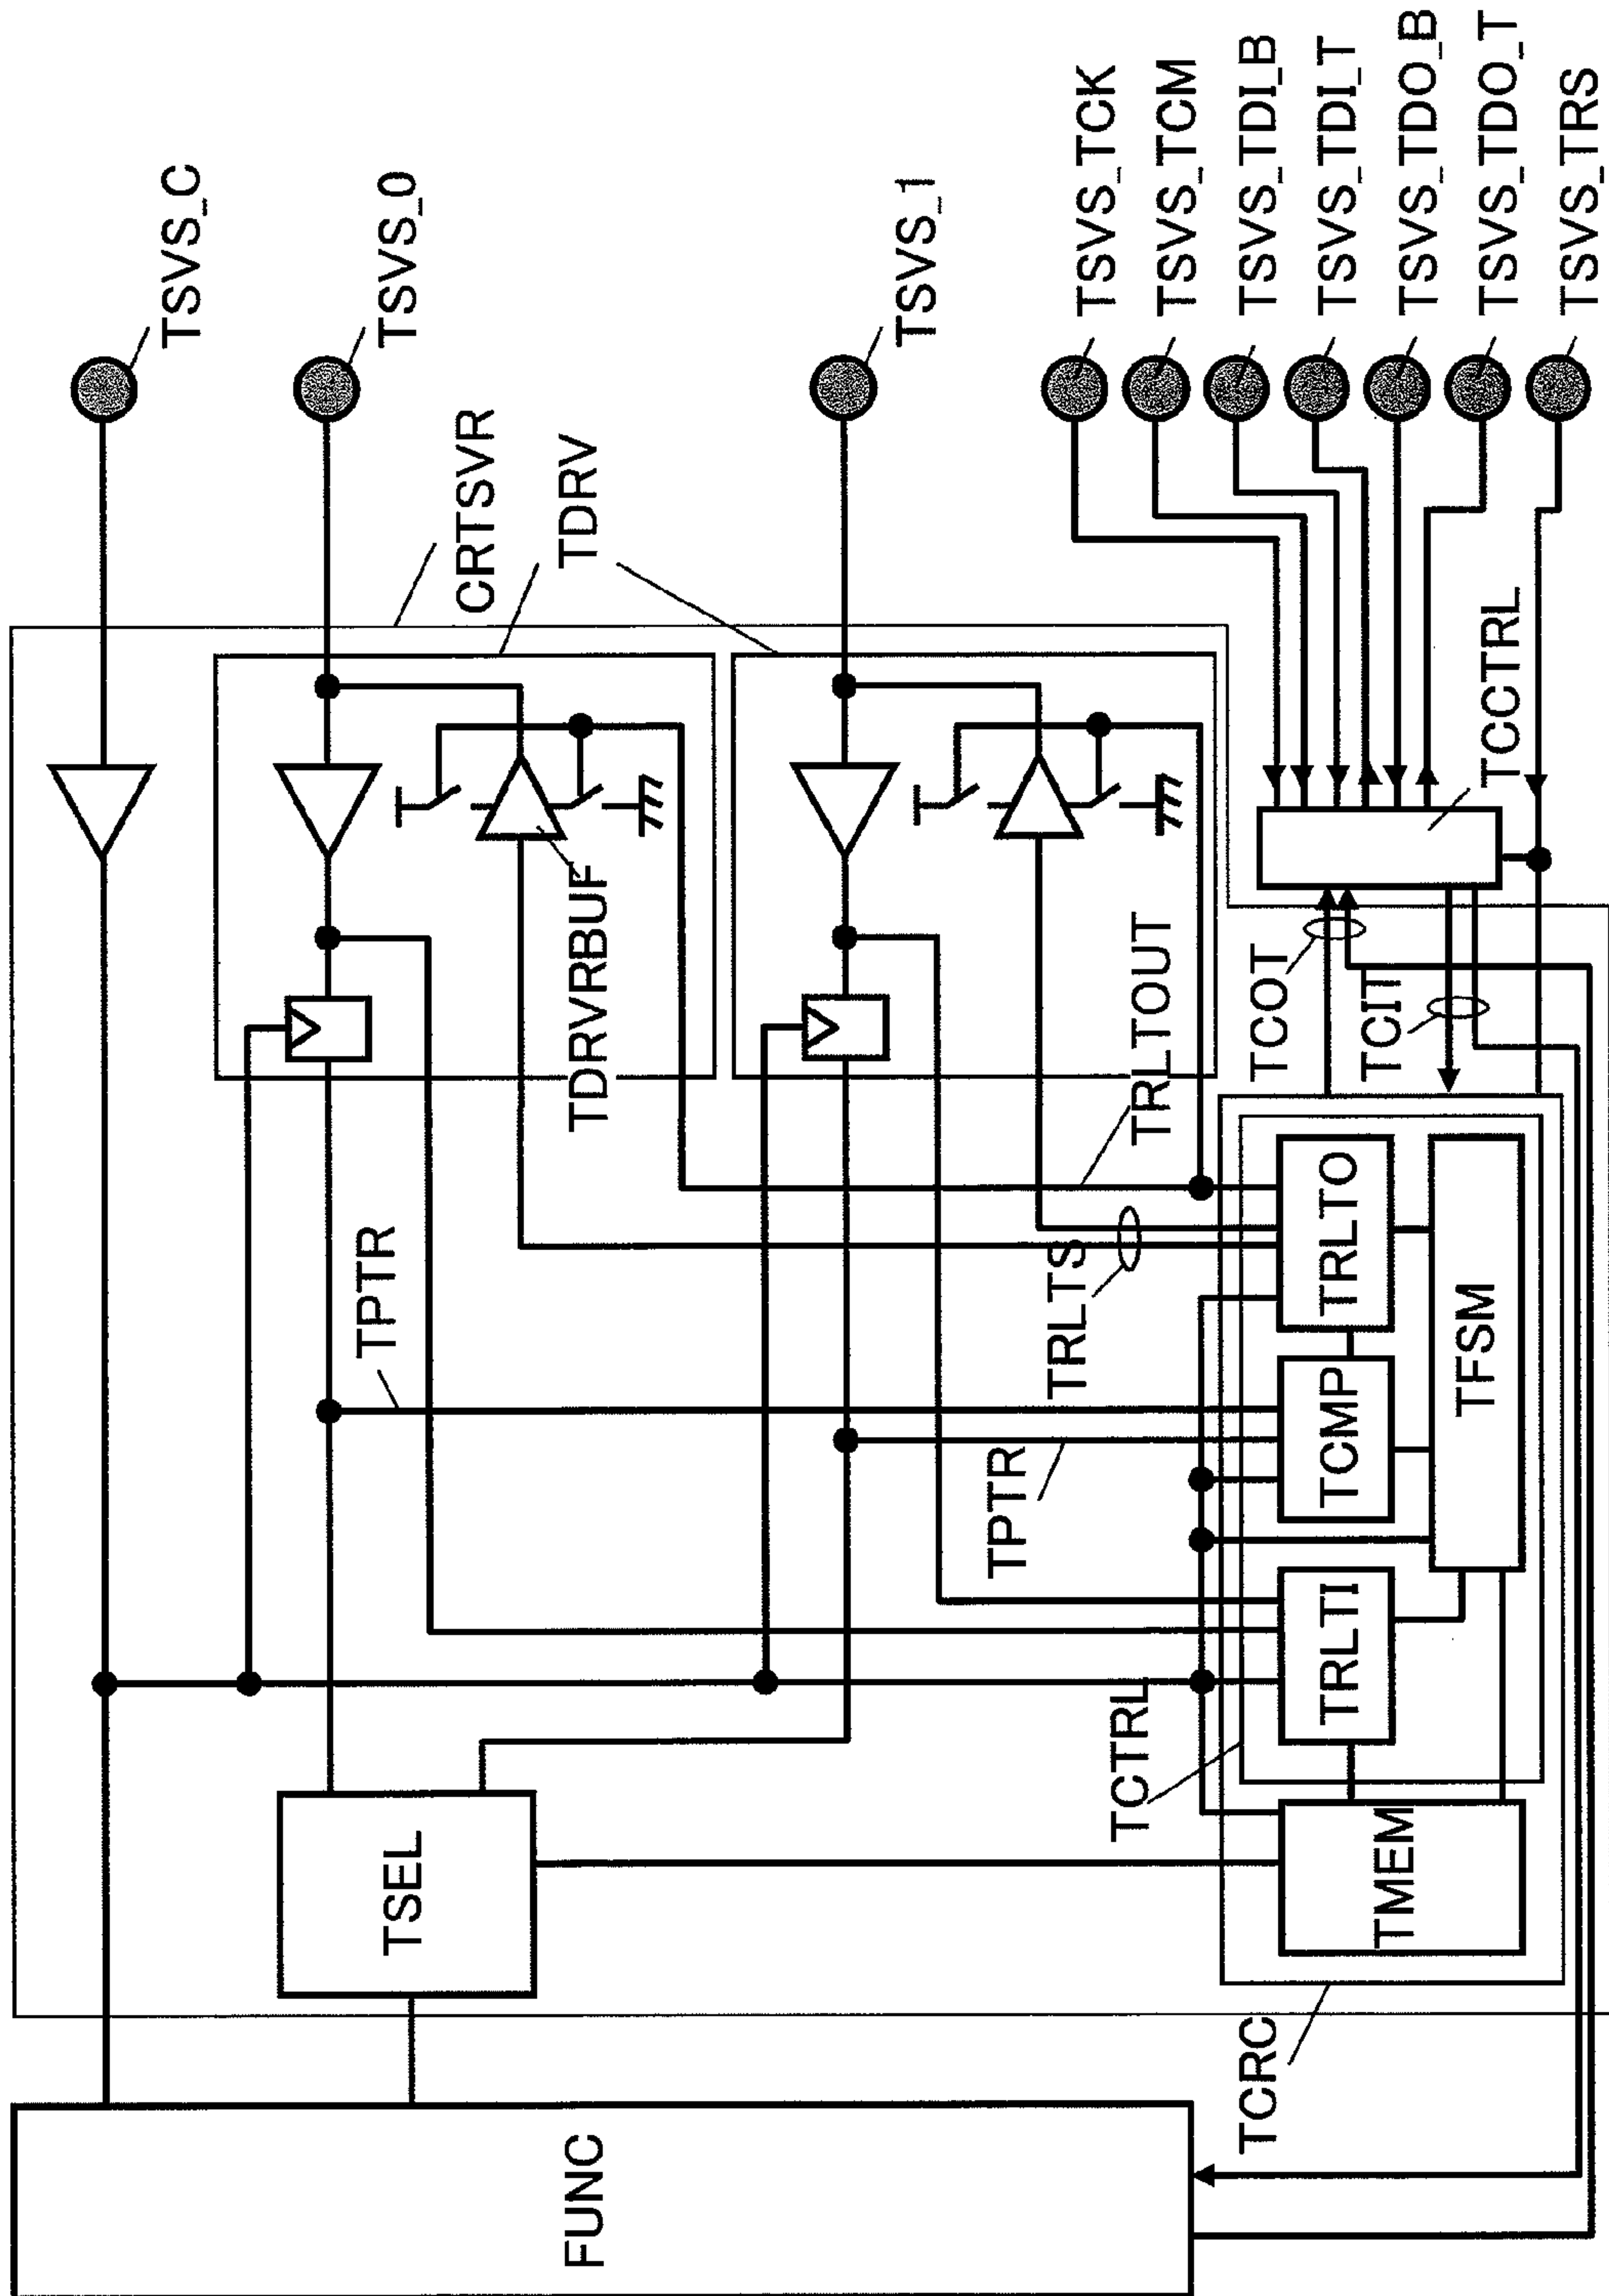 TSVS_C
TPTR
TSVS_0
TSEL
CRTSVR
FUNC
TDRVRBUF
TDRV
TSVS_1
TPTR
TRLTS
TSVS_TCK
TCTRL
TRLTOUT
TSVS_TCM
TCRC
TCOT
TSVS_TDI_B
TRLTI
TCMP
TRLTO
TSVS_TDI_T
TMEM
TCIT
TSVS_TDO_B
TFSM
TCCTRL
TSVS_TDO_T
TSVS_TRS